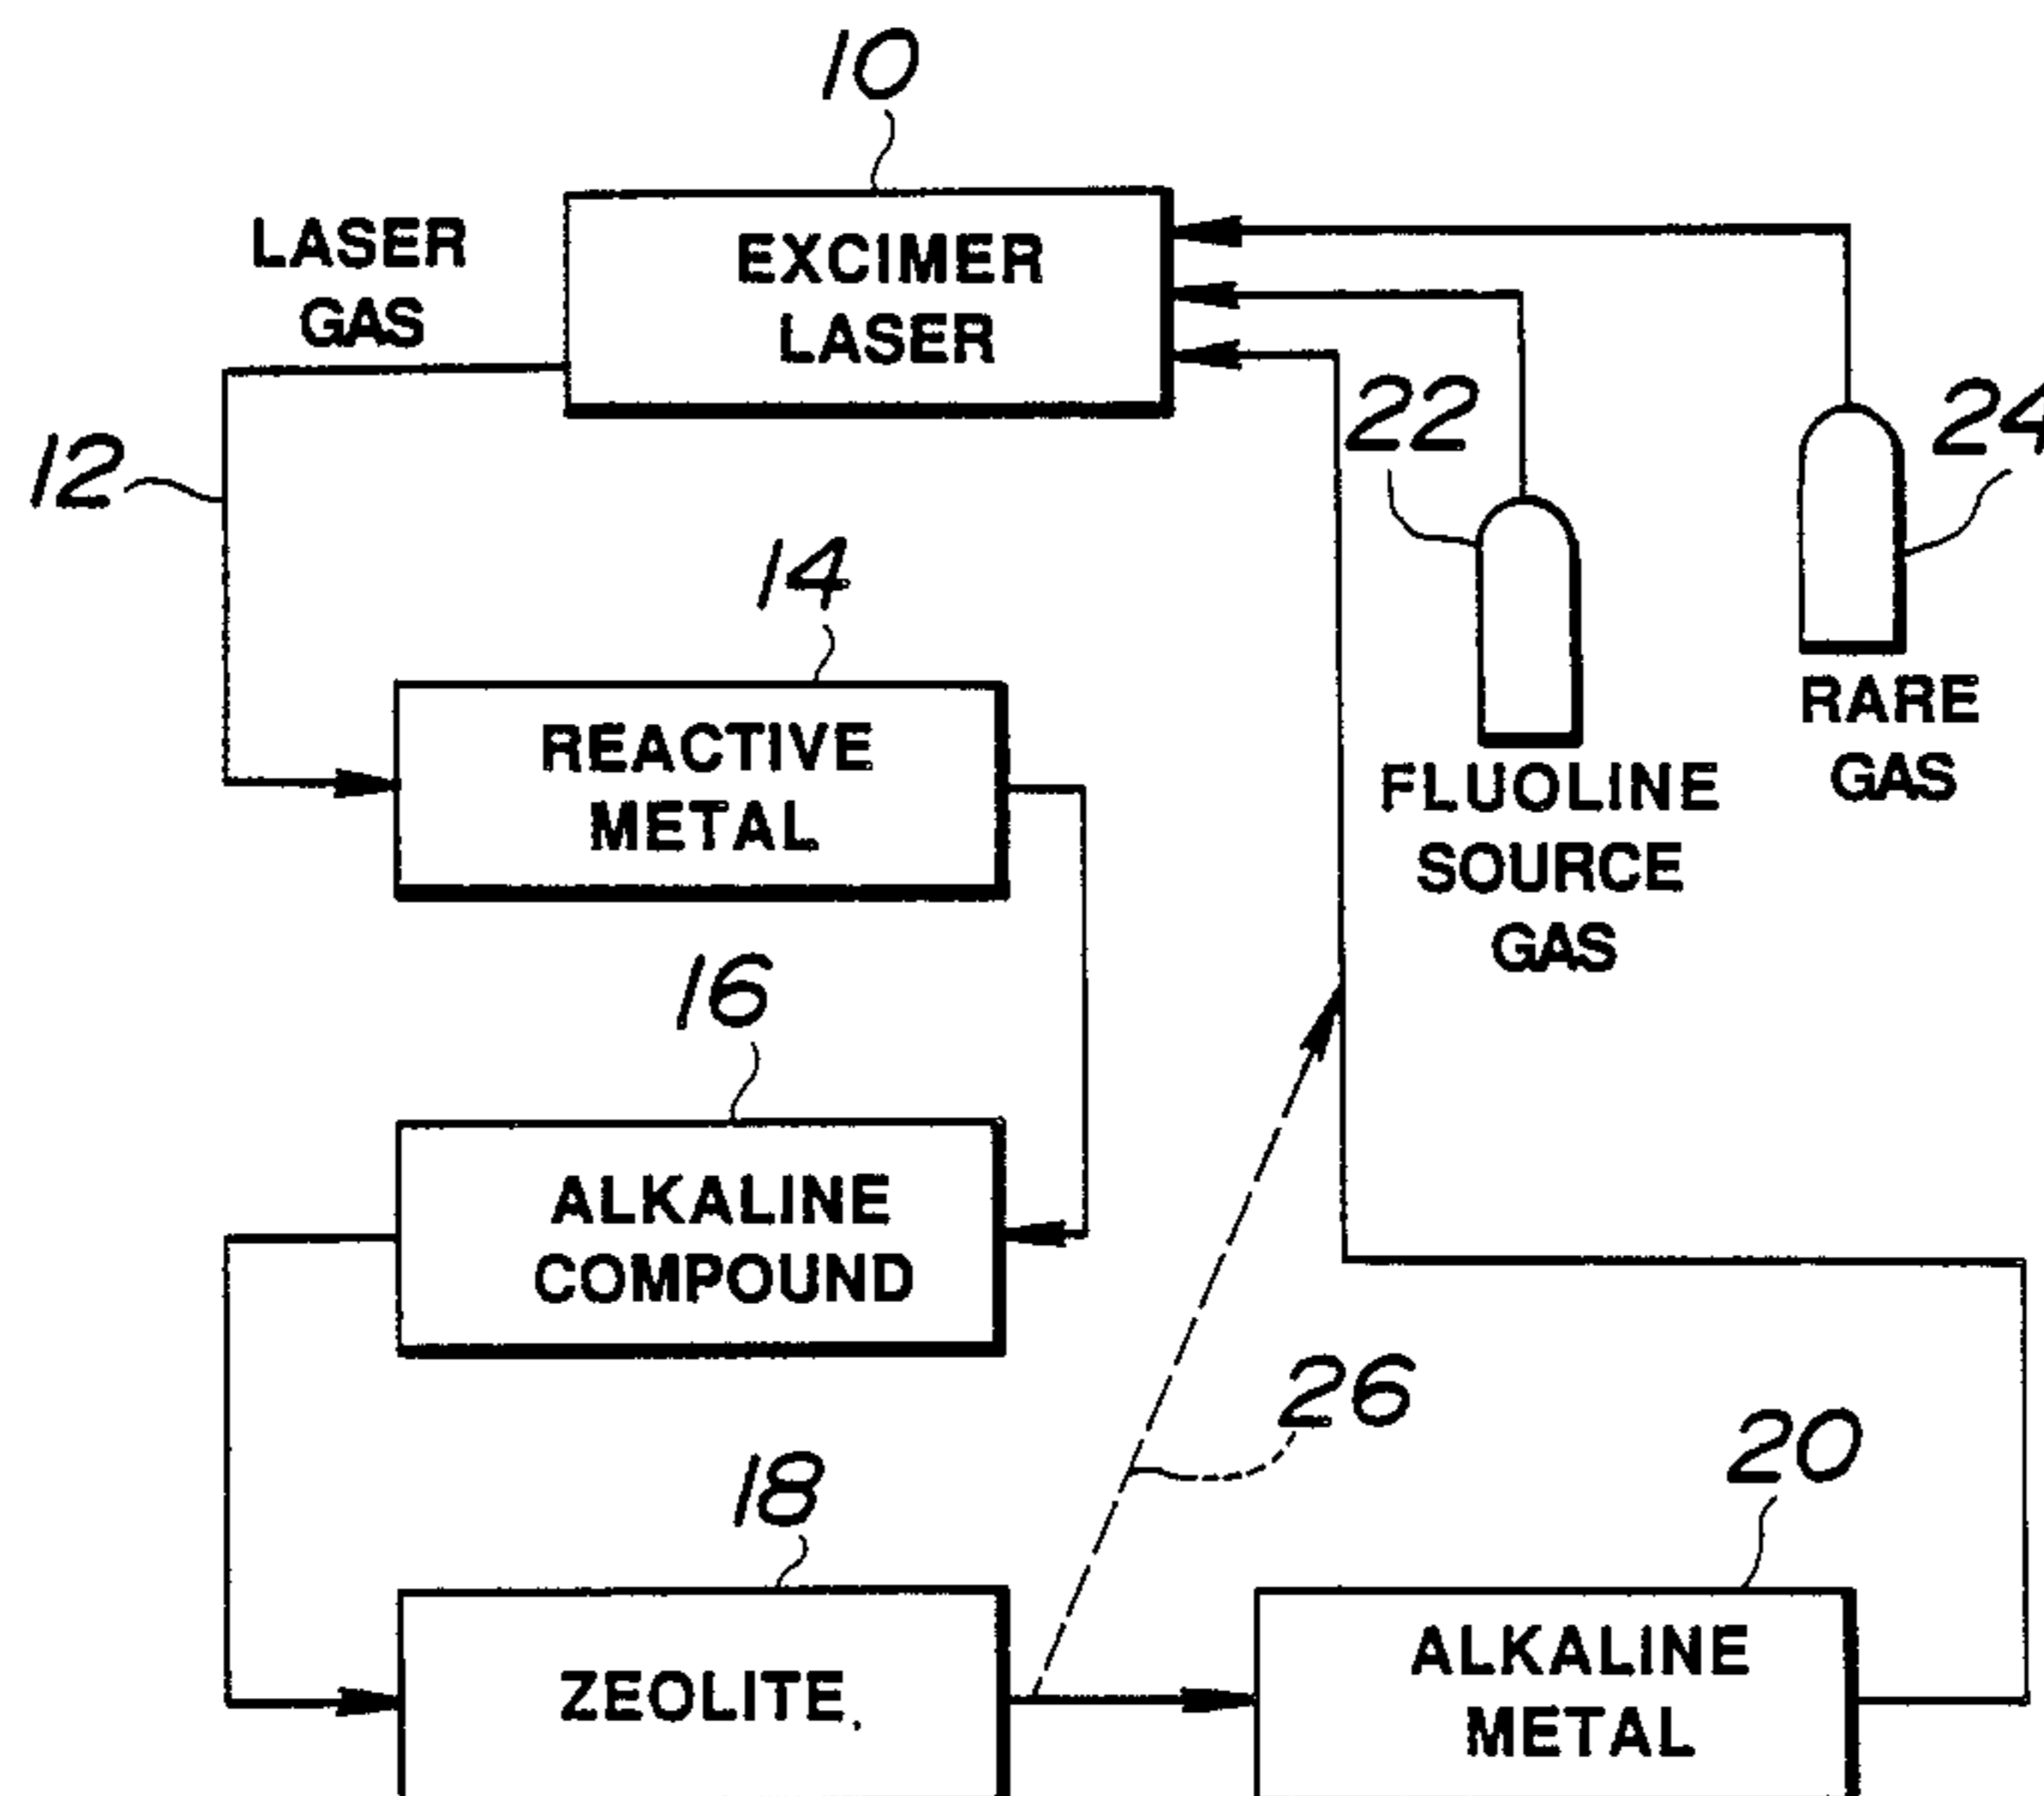 10
LASER
GAS
EXCIMER
LASER
12
22
24
14
REACTIVE
METAL
RARE
GAS
FLUOLINE
SOURCE
GAS
16
ALKALINE
COMPOUND
26
18
20
ZEOLITE
ALKALINE
METAL